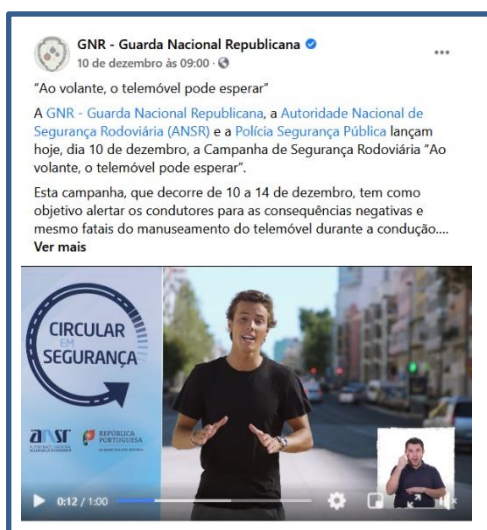 GNR - Guarda Nacional Republicana
10 de dezembro às 09:00 ·
"Ao volante, o telemóvel pode esperar"
A GNR - Guarda Nacional Republicana, a Autoridade Nacional de
Segurança Rodoviária (ANSR) e a Polícia Segurança Pública lançam
hoje, dia 10 de dezembro, a Campanha de Segurança Rodoviária "Ao
volante, o telemóvel pode esperar".
Esta campanha, que decorre de 10 a 14 de dezembro, tem como
objetivo alertar os condutores para as consequências negativas e
mesmo fatais do manuseamento do telemóvel durante a condução....
Ver mais
CIRCULAR
EM
SEGURANÇA
ansr
REPÚBLICA
PORTUGUESA
0:12 / 1:00